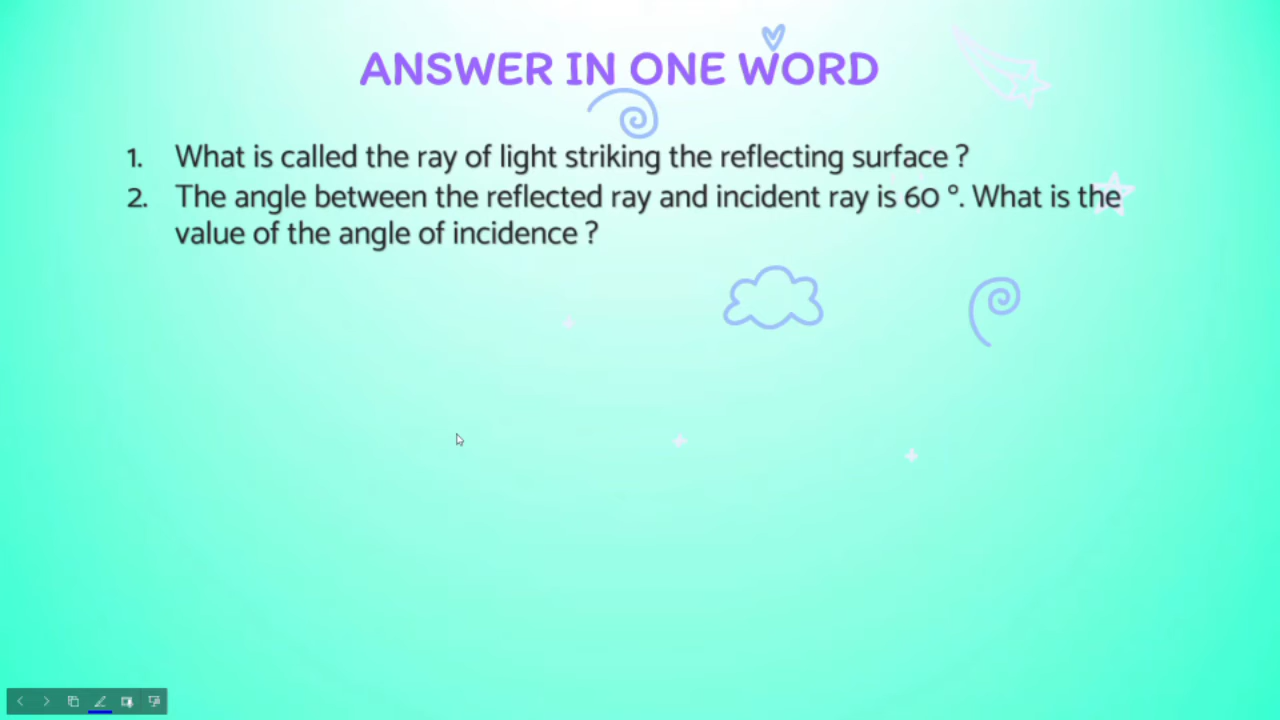 ANSWER IN ONE WORD
1. What is called the ray of light striking the reflecting surface ?
2. The angle between the reflected ray and incident ray is 60 °. What is the
value of the angle of incidence ?